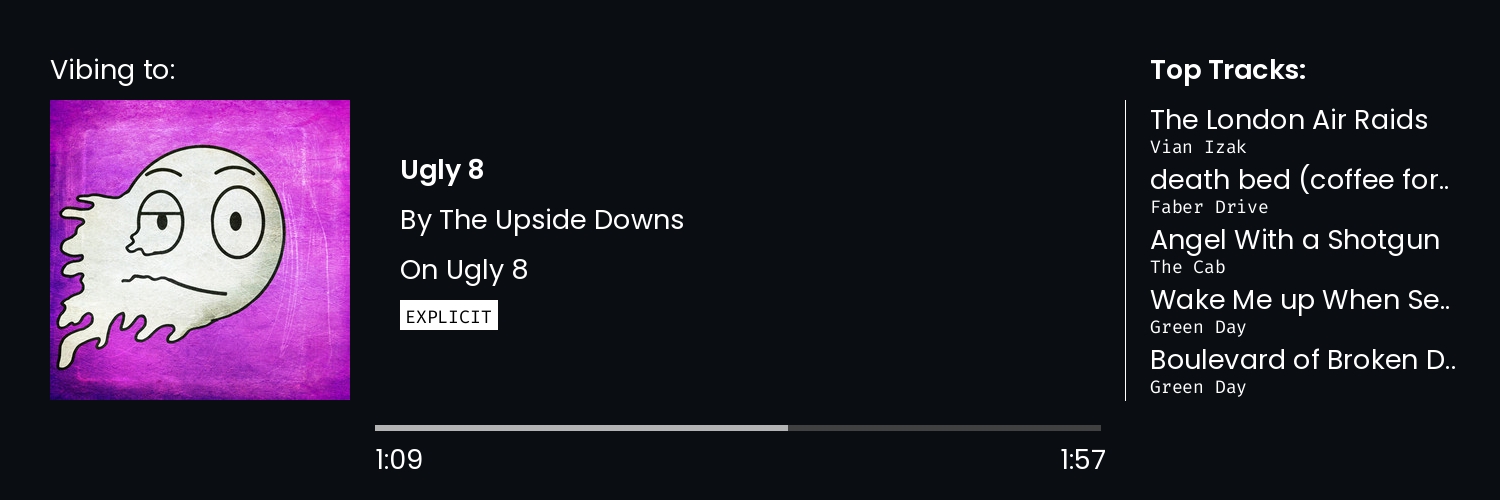 Vibing to:
Ugly 8
By The Upside Downs
On Ugly 8
EXPLICIT
1:09
1:57
Top Tracks:
The London Air Raids
Vian Izak
death bed (coffee for..
Faber Drive
Angel With a Shotgun
The Cab
Wake Me up When Se..
Green Day
Boulevard of Broken D..
Green Day